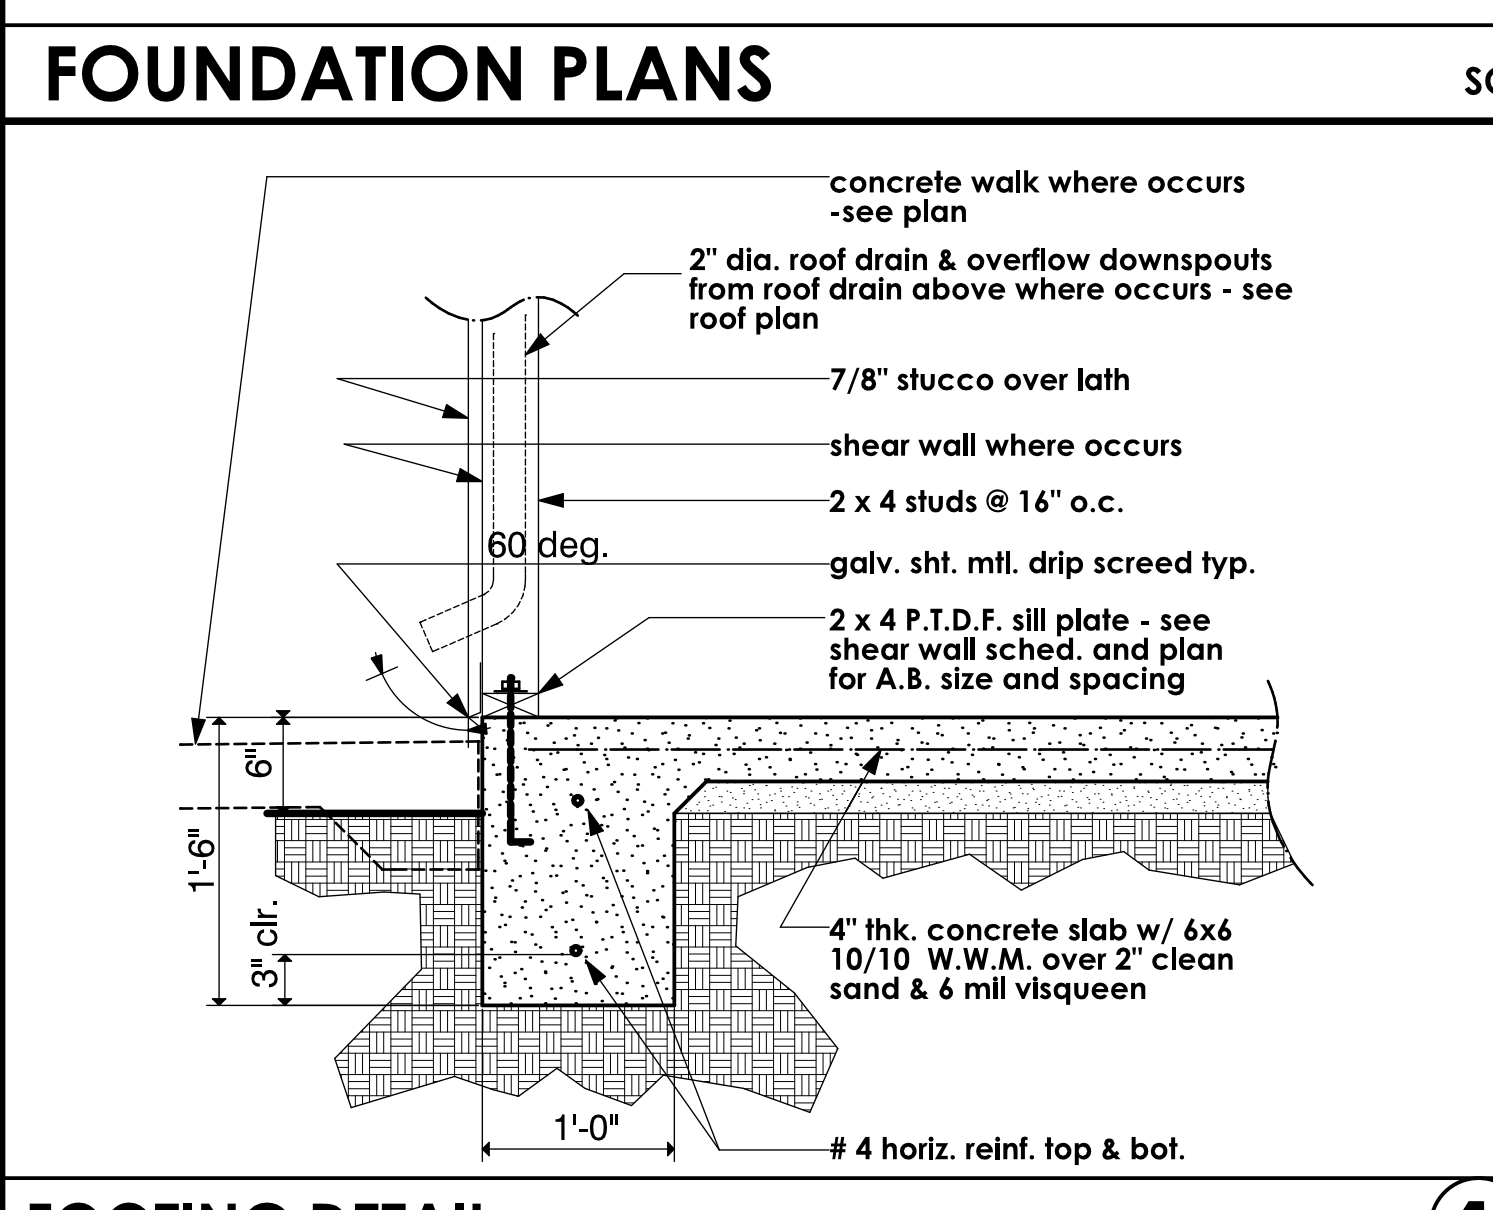 FOUNDATION PLANS
concrete walk where occurs
-see plan
2" dia. roof drain & overflow downspouts
from roof drain above where occurs - see
roof plan
7/8" stucco over lath
shear wall where occurs
2 x 4 studs @ 16" o.c.
60 deg.
galv. sht. mtl. drip screed typ.
2 x 4 P.T.D.F. sill plate - see
shear wall sched. and plan
for A.B. size and spacing
6"
1'-6"
3" clr.
4" thk. concrete slab w/ 6x6
10/10 W.W.M. over 2" clean
sand & 6 mil visqueen
1'-0"
# 4 horiz. reinf. top & bot.
FOOTING DETAIL